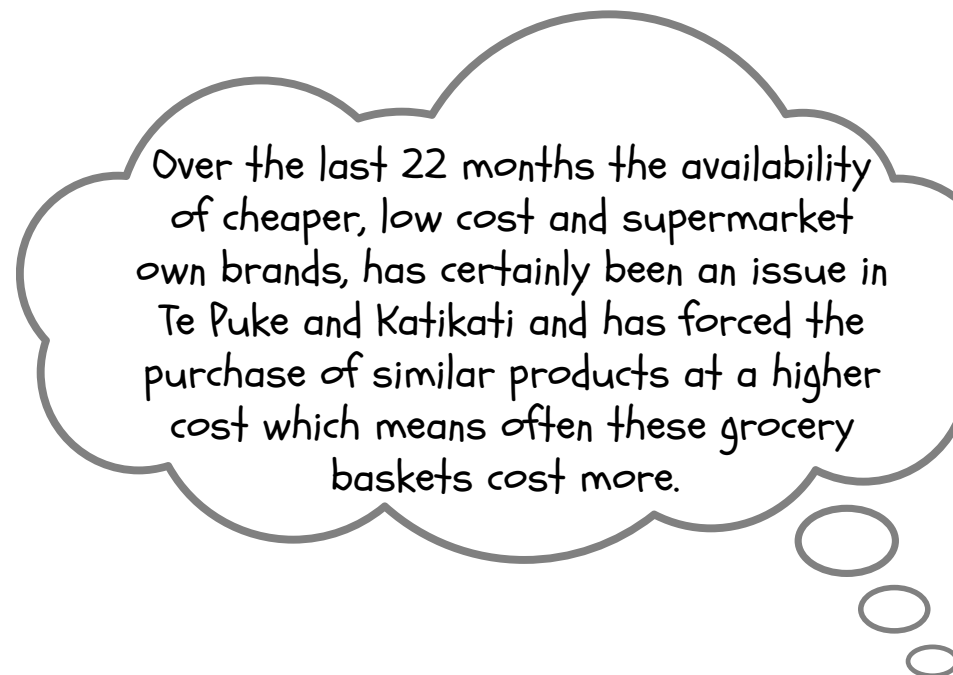 Over the last 22 months the availability
of cheaper, low cost and supermarket
own brands, has certainly been an issue in
Te Puke and Katikati and has forced the
purchase of similar products at a higher
cost which means often these grocery
baskets cost more.